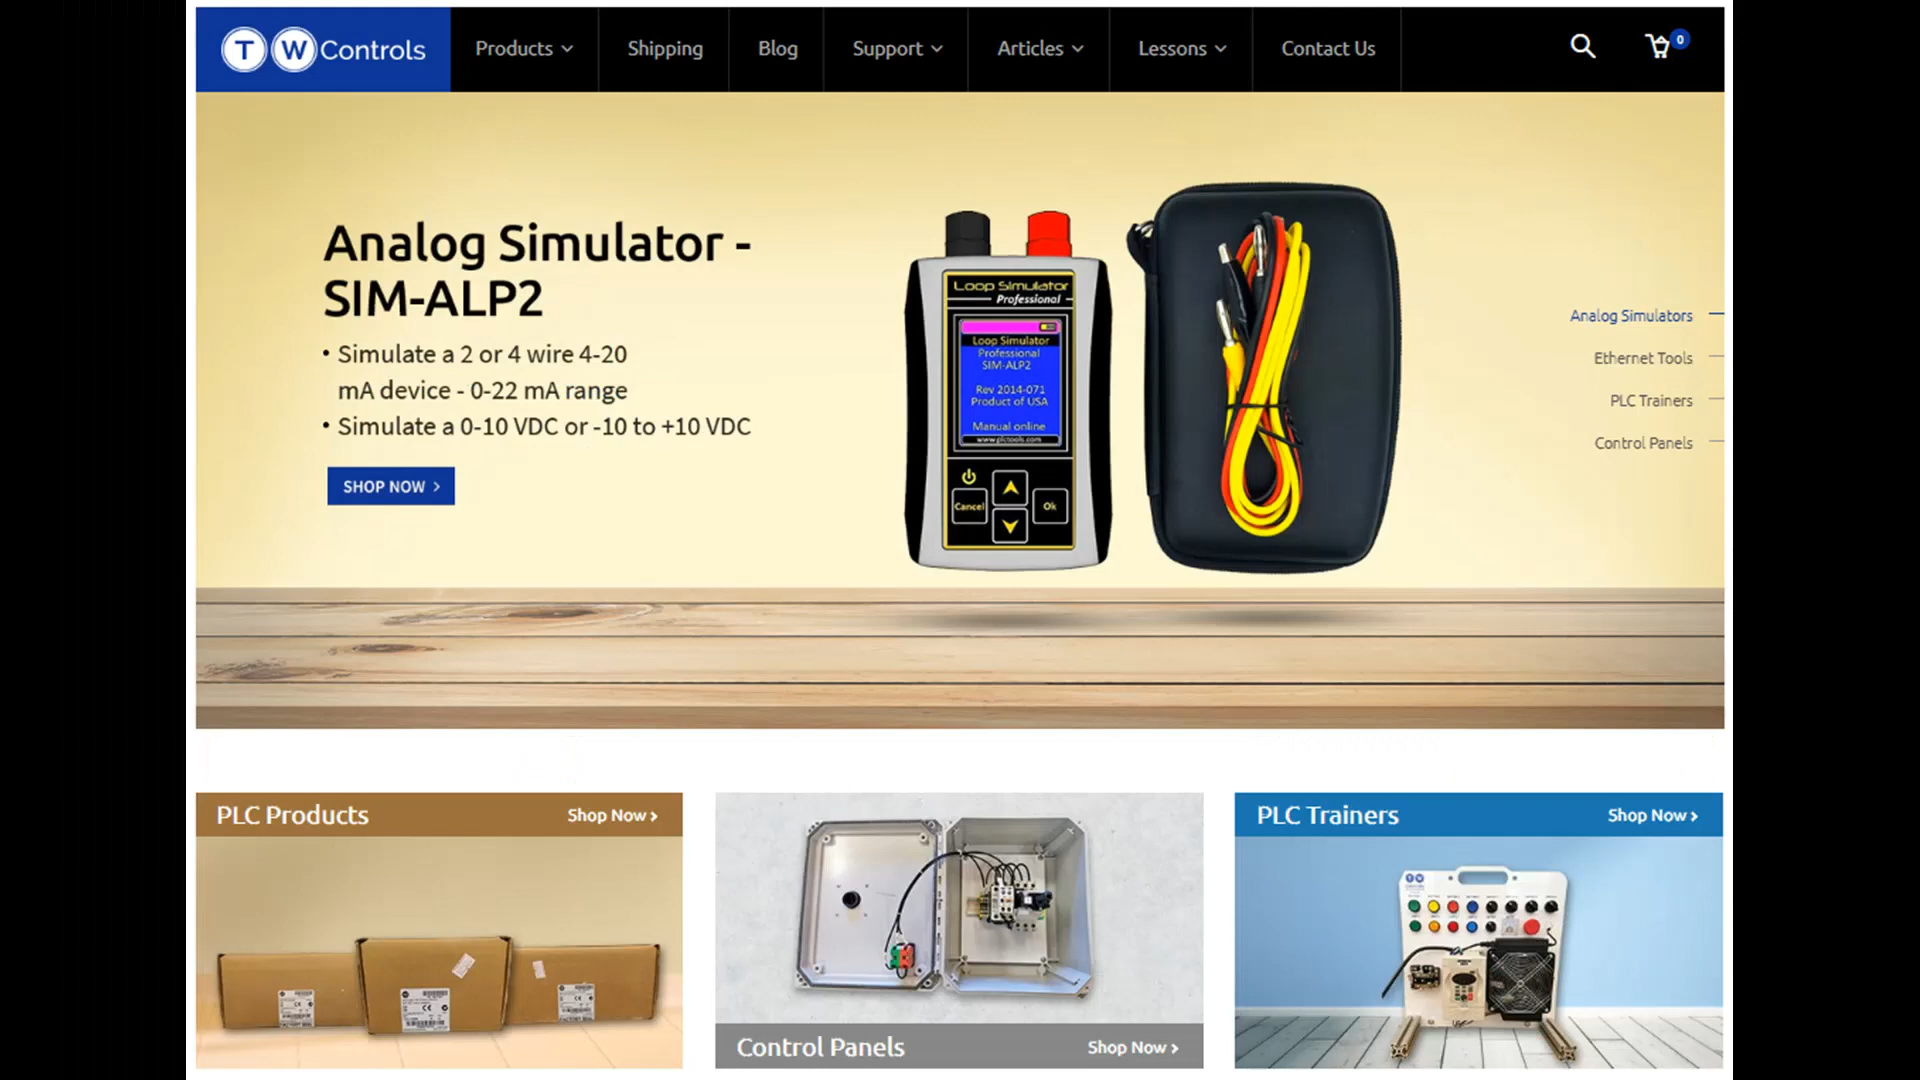 T W Controls
Products
Shipping
Blog
Support
Articles
Lessons
Contact Us
0
Analog Simulator -
SIM-ALP2
• Simulate a 2 or 4 wire 4-20
mA device - 0-22 mA range
• Simulate a 0-10 VDC or -10 to +10 VDC
SHOP NOW >
Loop Simulator
Professional
Loop Simulator
Professional
SIM-ALP2
Rev 2014-071
Product of USA
Manual online
www.plctools.com
Cancel
Ok
Analog Simulators
Ethernet Tools
PLC Trainers
Control Panels
PLC Products
Shop Now >
Control Panels
Shop Now >
PLC Trainers
Shop Now >
T W